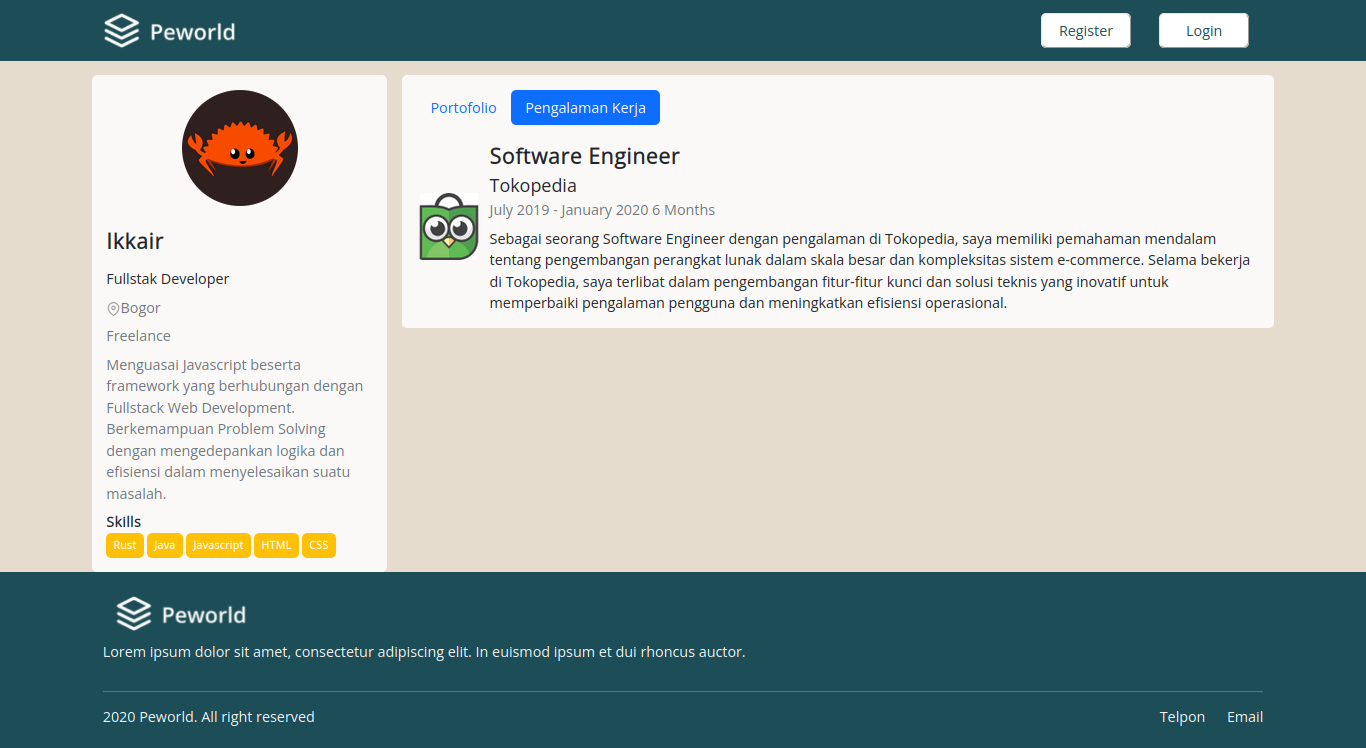 Peworld
Register
Login
Ikkair
Fullstak Developer
Bogor
Freelance
Menguasai Javascript beserta
framework yang berhubungan dengan
Fullstack Web Development.
Berkemampuan Problem Solving
dengan mengedepankan logika dan
efisiensi dalam menyelesaikan suatu
masalah.
Skills
Rust Java Javascript HTML CSS
Portofolio
Pengalaman Kerja
Software Engineer
Tokopedia
July 2019 - January 2020 6 Months
Sebagai seorang Software Engineer dengan pengalaman di Tokopedia, saya memiliki pemahaman mendalam
tentang pengembangan perangkat lunak dalam skala besar dan kompleksitas sistem e-commerce. Selama bekerja
di Tokopedia, saya terlibat dalam pengembangan fitur-fitur kunci dan solusi teknis yang inovatif untuk
memperbaiki pengalaman pengguna dan meningkatkan efisiensi operasional.
Peworld
Lorem ipsum dolor sit amet, consectetur adipiscing elit. In euismod ipsum et dui rhoncus auctor.
2020 Peworld. All right reserved
Telpon
Email